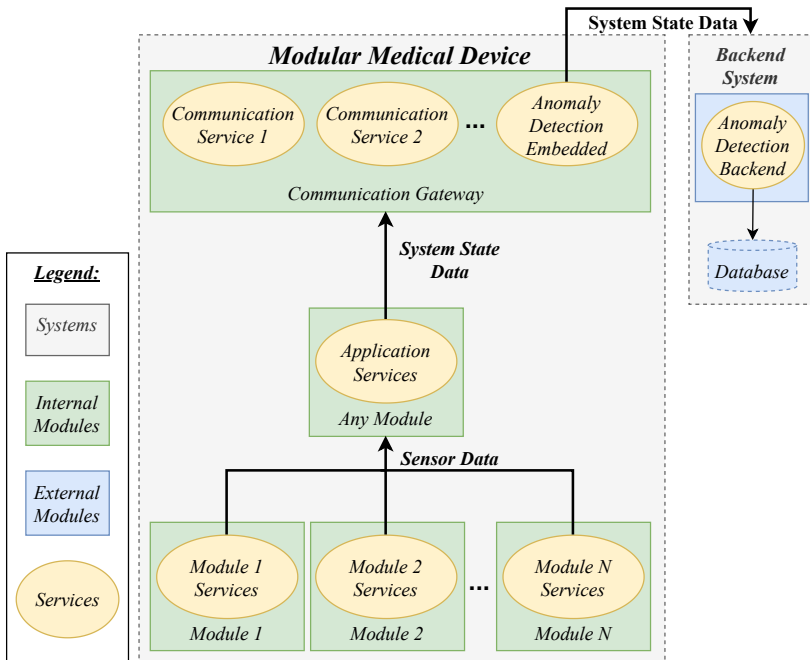 System State Data
Modular Medical Device
Backend
System
Communication
Service 1
Communication
Service 2
...
Anomaly
Detection
Embedded
Anomaly
Detection
Backend
Communication Gateway
System State
Data
Database
Legend:
Systems
Internal
Modules
External
Modules
Services
Application
Services
Any Module
Sensor Data
Module 1
Services
Module 2
Services
...
Module N
Services
Module 1
Module 2
Module N